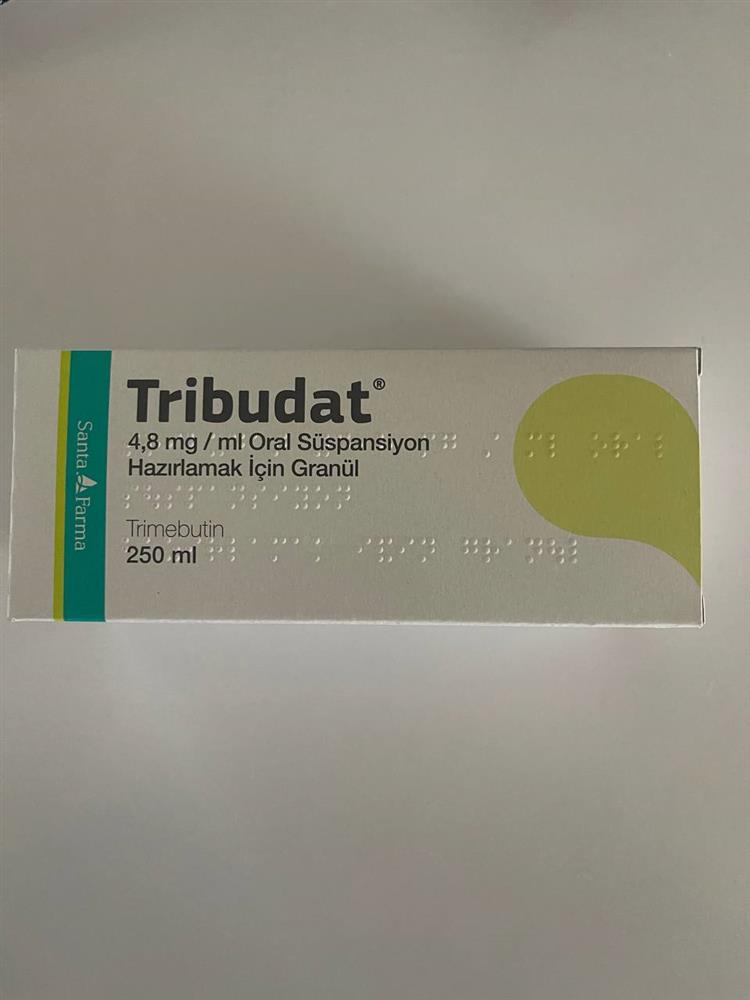 Tribudat®
4,8 mg / ml Oral Süspansiyon
Hazırlamak İçin Granül
Trimebutin
250 ml
Santa Farma